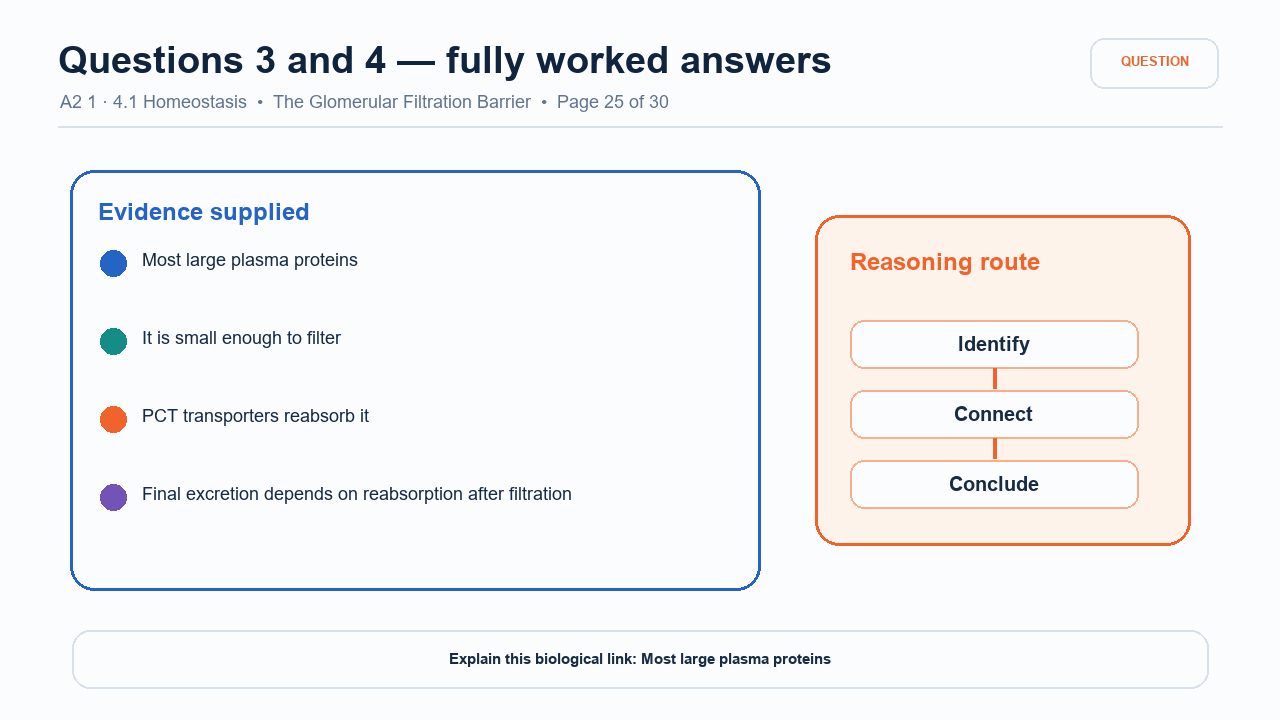 Questions 3 and 4 — fully worked answers
QUESTION
A2 1 · 4.1 Homeostasis • The Glomerular Filtration Barrier • Page 25 of 30
Evidence supplied
Most large plasma proteins
It is small enough to filter
PCT transporters reabsorb it
Final excretion depends on reabsorption after filtration
Reasoning route
Identify
Connect
Conclude
Explain this biological link: Most large plasma proteins